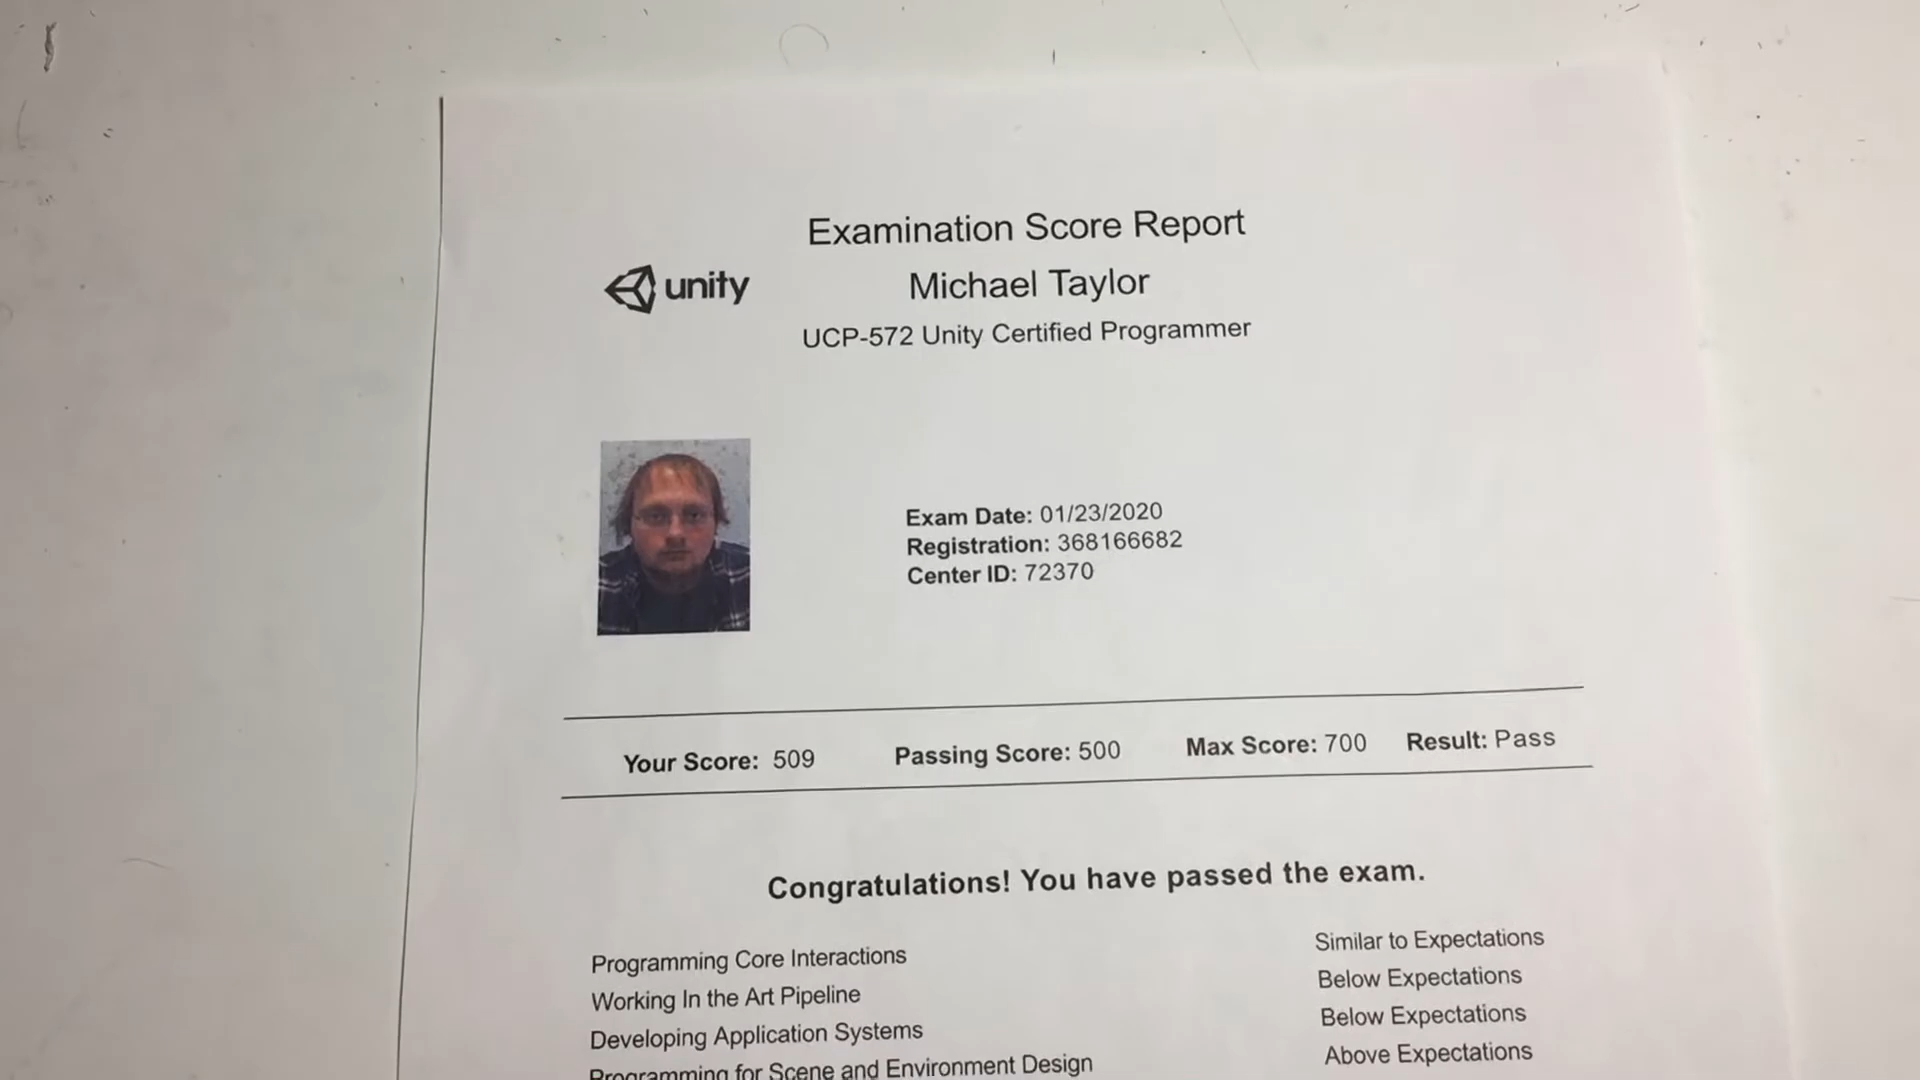 Examination Score Report
unity
Michael Taylor
UCP-572 Unity Certified Programmer
Exam Date: 01/23/2020
Registration: 368166682
Center ID: 72370
Your Score: 509 Passing Score: 500 Max Score: 700 Result: Pass
Congratulations! You have passed the exam.
Programming Core Interactions Similar to Expectations
Working In the Art Pipeline Below Expectations
Developing Application Systems Below Expectations
Programming for Scene and Environment Design Above Expectations